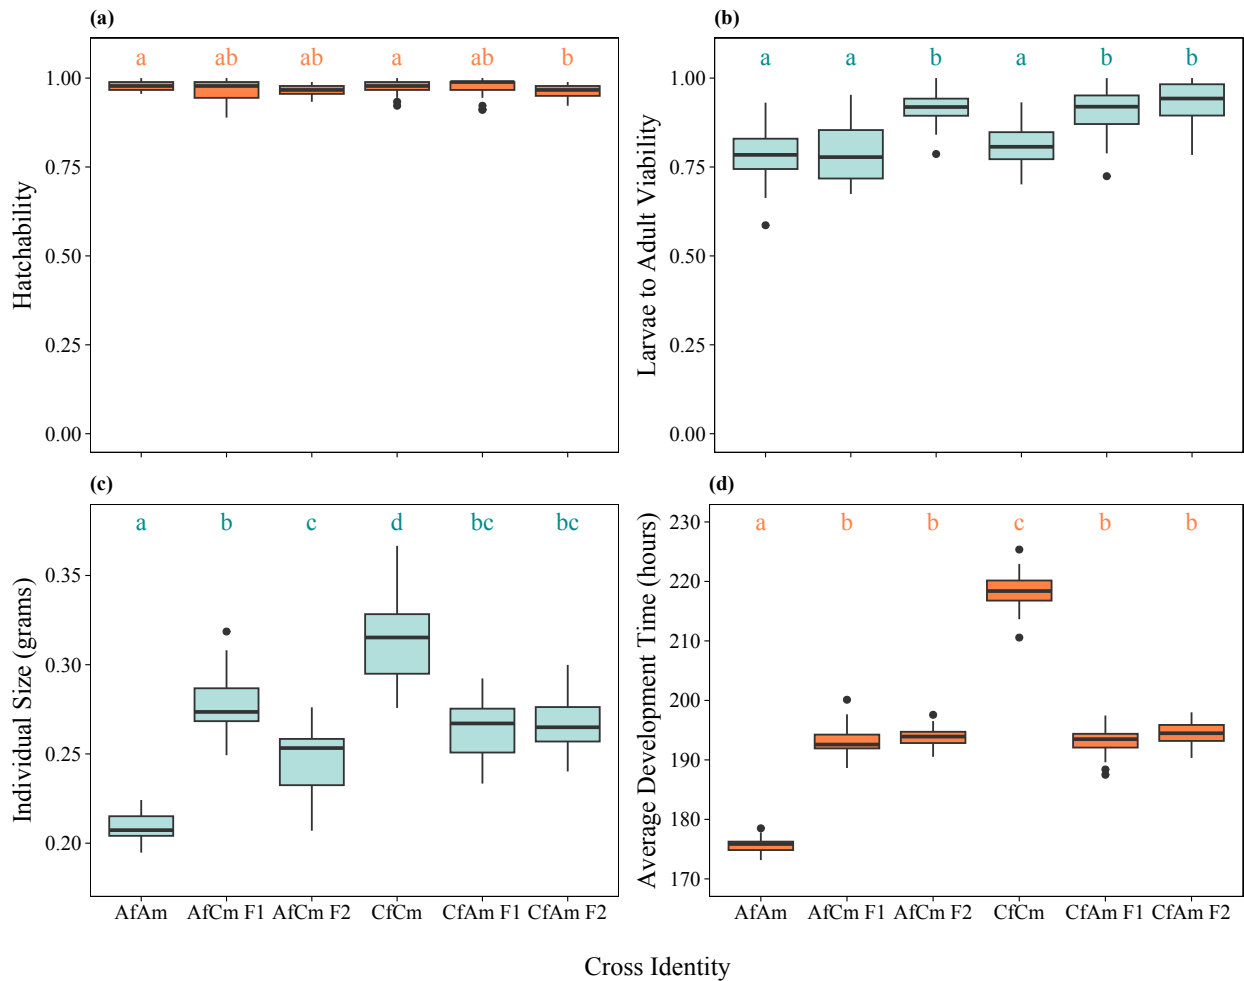 (a)
a ab ab a ab b
1.00
0.75
0.50
0.25
0.00
Hatchability
(b)
a a b a b b
1.00
0.75
0.50
0.25
0.00
Larvae to Adult Viability
(c)
a b c d bc bc
0.35
0.30
0.25
0.20
Individual Size (grams)
AfAm AfCm F1 AfCm F2 CfCm CfAm F1 CfAm F2
(d)
a b b c b b
230
220
210
200
190
180
170
Average Development Time (hours)
AfAm AfCm F1 AfCm F2 CfCm CfAm F1 CfAm F2
Cross Identity